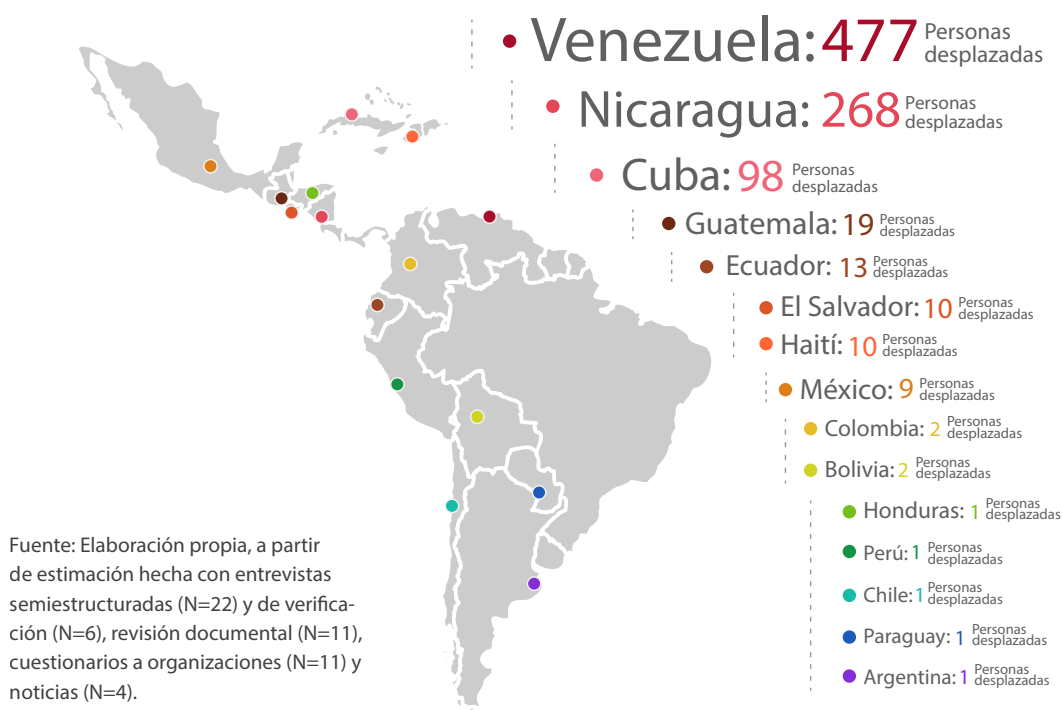 Venezuela: 477 Personas desplazadas
Nicaragua: 268 Personas desplazadas
Cuba: 98 Personas desplazadas
Guatemala: 19 Personas desplazadas
Ecuador: 13 Personas desplazadas
El Salvador: 10 Personas desplazadas
Haití: 10 Personas desplazadas
México: 9 Personas desplazadas
Colombia: 2 Personas desplazadas
Bolivia: 2 Personas desplazadas
Honduras: 1 Personas desplazadas
Perú: 1 Personas desplazadas
Chile: 1 Personas desplazadas
Paraguay: 1 Personas desplazadas
Argentina: 1 Personas desplazadas
Fuente: Elaboración propia, a partir
de estimación hecha con entrevistas
semiestructuradas (N=22) y de verifica-
ción (N=6), revisión documental (N=11),
cuestionarios a organizaciones (N=11) y
noticias (N=4).